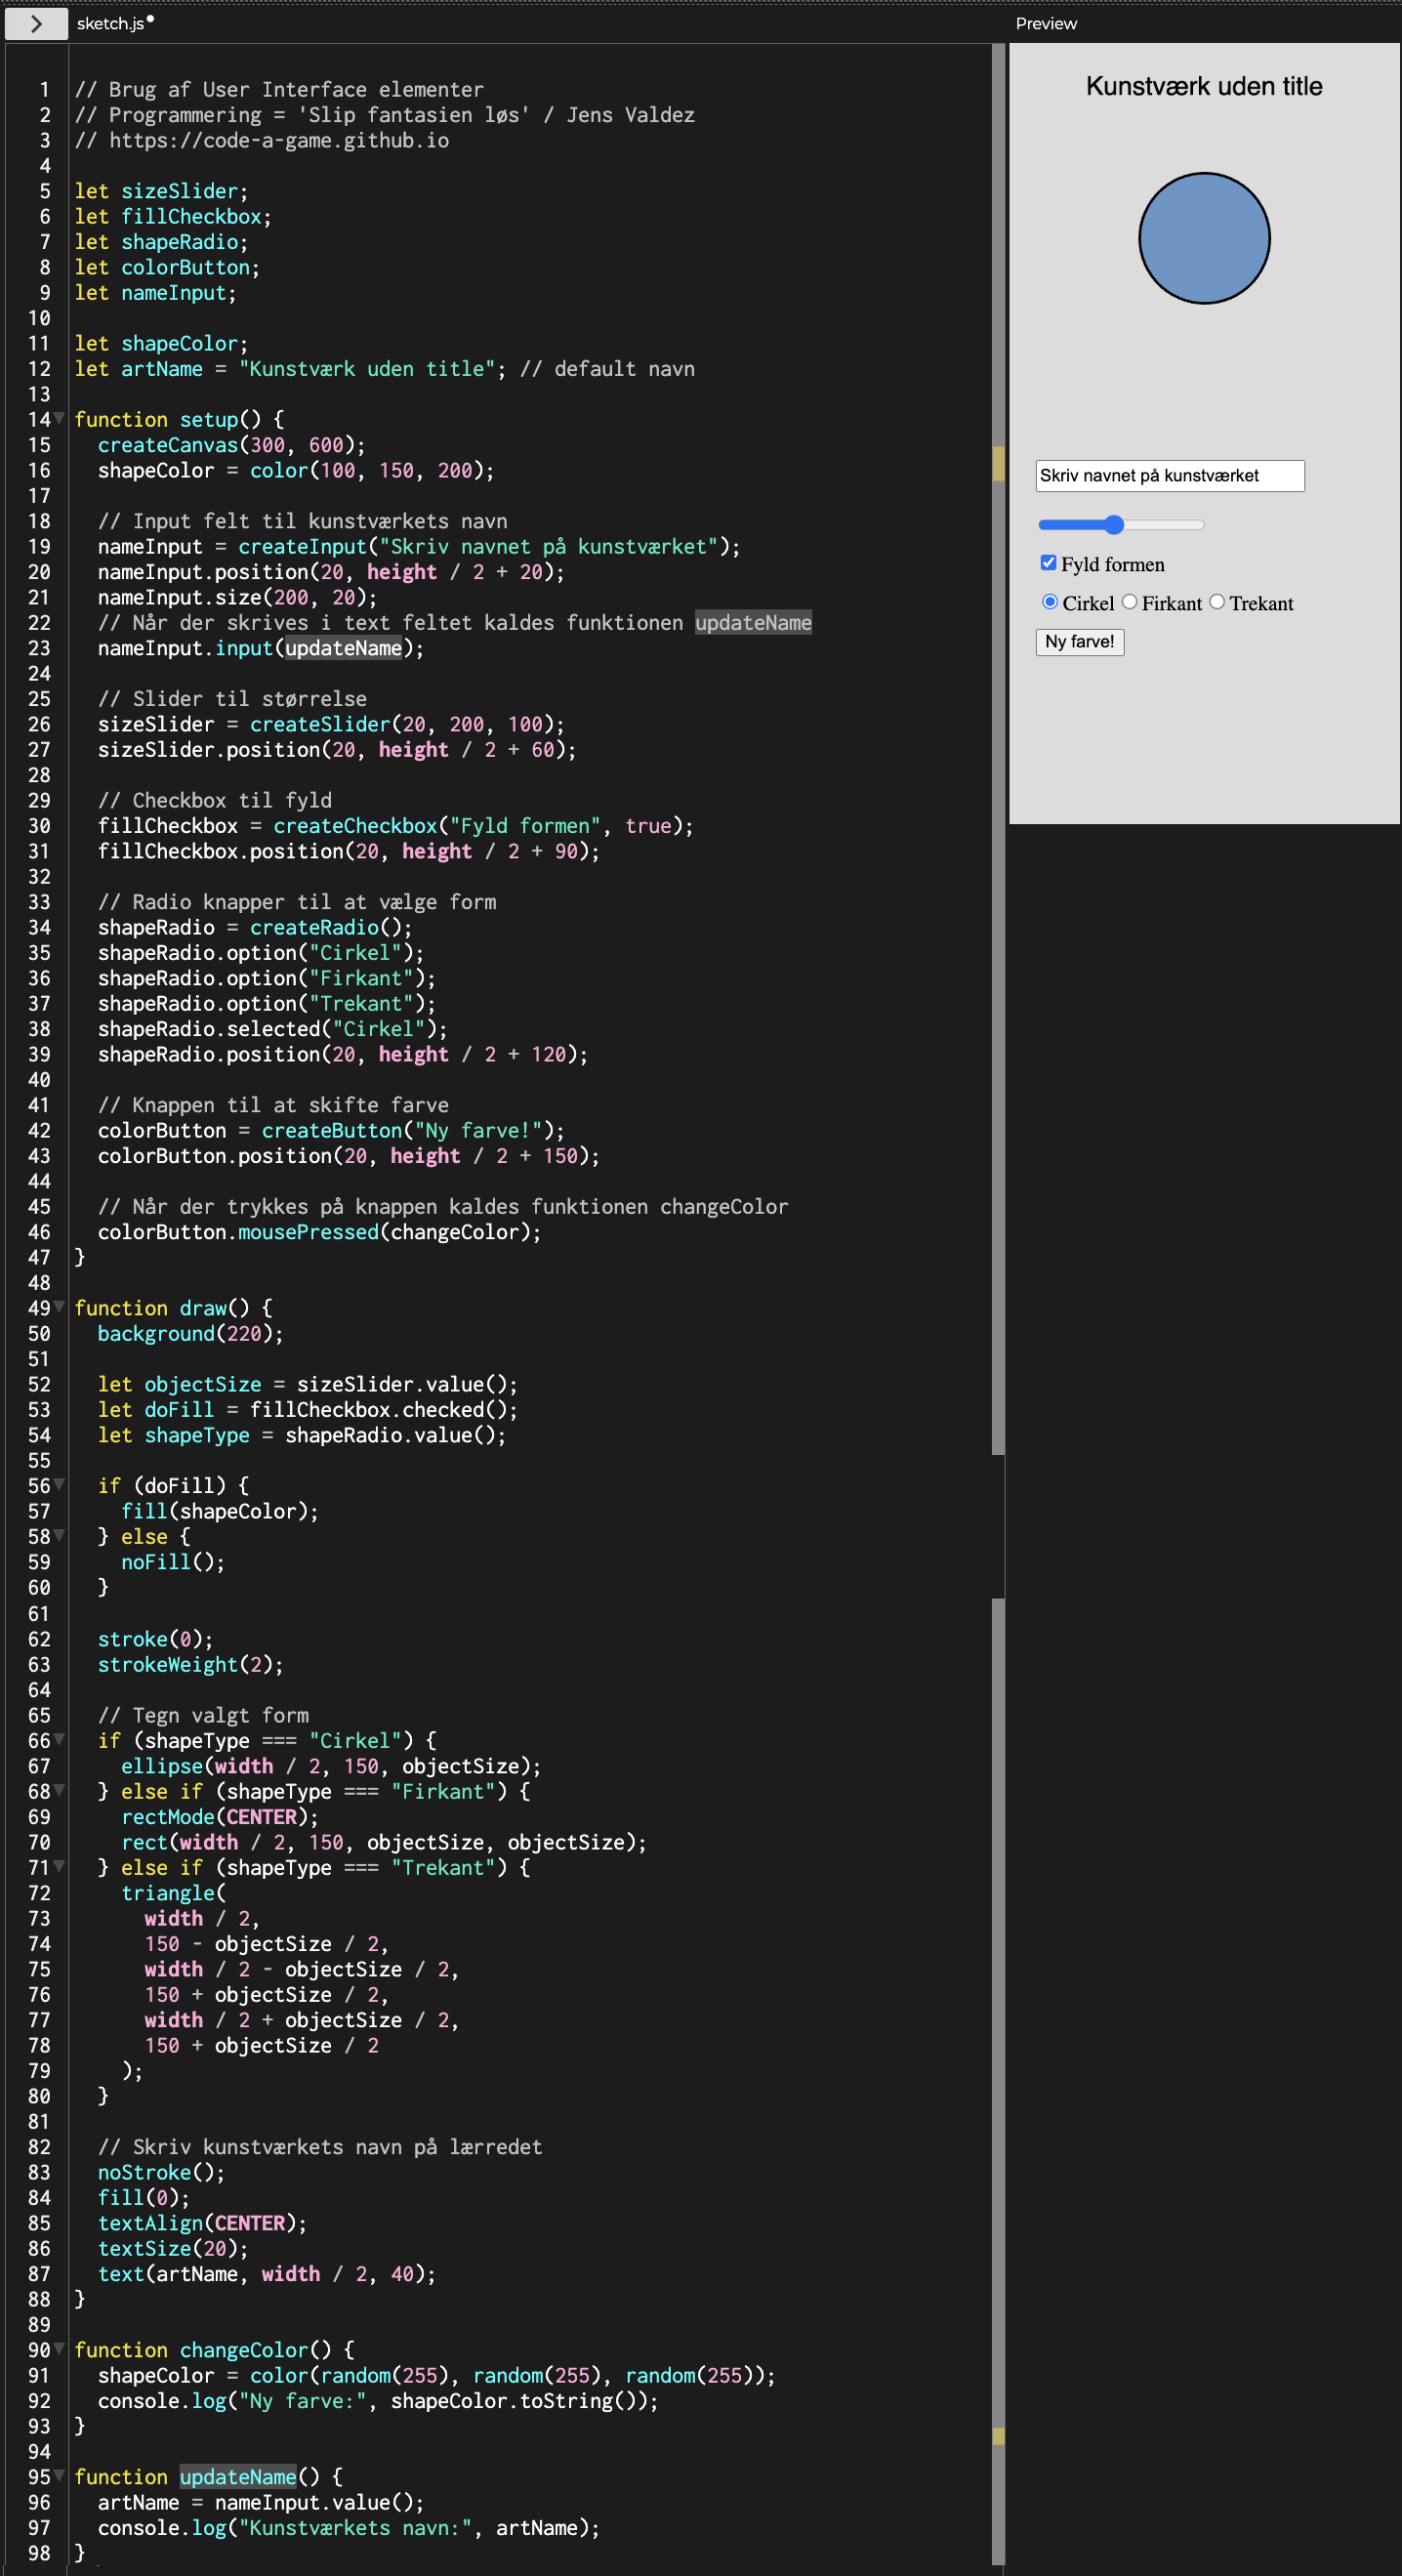 sketch.js
Preview
1 // Brug af User Interface elementer
2 // Programmering = 'Slip fantasien løs' / Jens Valdez
3 // https://code-a-game.github.io
4
5 let sizeSlider;
6 let fillCheckbox;
7 let shapeRadio;
8 let colorButton;
9 let nameInput;
10
11 let shapeColor;
12 let artName = "Kunstværk uden title"; // default navn
13
14 function setup() {
15   createCanvas(300, 600);
16   shapeColor = color(100, 150, 200);
17
18   // Input felt til kunstværkets navn
19   nameInput = createInput("Skriv navnet på kunstværket");
20   nameInput.position(20, height / 2 + 20);
21   nameInput.size(200, 20);
22   // Når der skrives i text feltet kaldes funktionen updateName
23   nameInput.input(updateName);
24
25   // Slider til størrelse
26   sizeSlider = createSlider(20, 200, 100);
27   sizeSlider.position(20, height / 2 + 60);
28
29   // Checkbox til fyld
30   fillCheckbox = createCheckbox("Fyld formen", true);
31   fillCheckbox.position(20, height / 2 + 90);
32
33   // Radio knapper til at vælge form
34   shapeRadio = createRadio();
35   shapeRadio.option("Cirkel");
36   shapeRadio.option("Firkant");
37   shapeRadio.option("Trekant");
38   shapeRadio.selected("Cirkel");
39   shapeRadio.position(20, height / 2 + 120);
40
41   // Knappen til at skifte farve
42   colorButton = createButton("Ny farve!");
43   colorButton.position(20, height / 2 + 150);
44
45   // Når der trykkes på knappen kaldes funktionen changeColor
46   colorButton.mousePressed(changeColor);
47 }
48
49 function draw() {
50   background(220);
51
52   let objectSize = sizeSlider.value();
53   let doFill = fillCheckbox.checked();
54   let shapeType = shapeRadio.value();
55
56   if (doFill) {
57     fill(shapeColor);
58   } else {
59     noFill();
60   }
61
62   stroke(0);
63   strokeWeight(2);
64
65   // Tegn valgt form
66   if (shapeType === "Cirkel") {
67     ellipse(width / 2, 150, objectSize);
68   } else if (shapeType === "Firkant") {
69     rectMode(CENTER);
70     rect(width / 2, 150, objectSize, objectSize);
71   } else if (shapeType === "Trekant") {
72     triangle(
73       width / 2,
74       150 - objectSize / 2,
75       width / 2 - objectSize / 2,
76       150 + objectSize / 2,
77       width / 2 + objectSize / 2,
78       150 + objectSize / 2
79     );
80   }
81
82   // Skriv kunstværkets navn på lærredet
83   noStroke();
84   fill(0);
85   textAlign(CENTER);
86   textSize(20);
87   text(artName, width / 2, 40);
88 }
89
90 function changeColor() {
91   shapeColor = color(random(255), random(255), random(255));
92   console.log("Ny farve:", shapeColor.toString());
93 }
94
95 function updateName() {
96   artName = nameInput.value();
97   console.log("Kunstværkets navn:", artName);
98 }
Kunstværk uden title
Skriv navnet på kunstværket
Fyld formen
Cirkel Firkant Trekant
Ny farve!